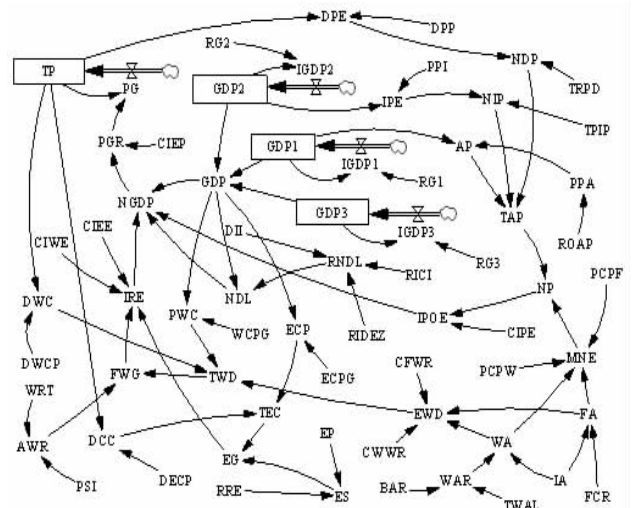 DPE
DPP
RG2
IGDP2
NDP
TP
PG
GDP2
PPI
IPE
NIP
TRPD
TPIP
PGR
CIEP
GDP1
IGDP1
AP
RG1
PPA
NGDP
GDP
GDP3
IGDP3
TAP
ROAP
CIEE
CIWE
DII
RNDL
RICI
RG3
PCPF
DWC
IRE
NDL
NP
PWC
WCPG
ECP
RIDEZ
IPOE
CIPE
DWCP
FWG
TWD
ECPG
CFWR
PCPW
MNE
WRT
TEC
EWD
FA
AWR
DCC
EP
CWWR
WA
PSI
DECP
EG
BAR
WAR
IA
RRE
ES
TWAL
FCR